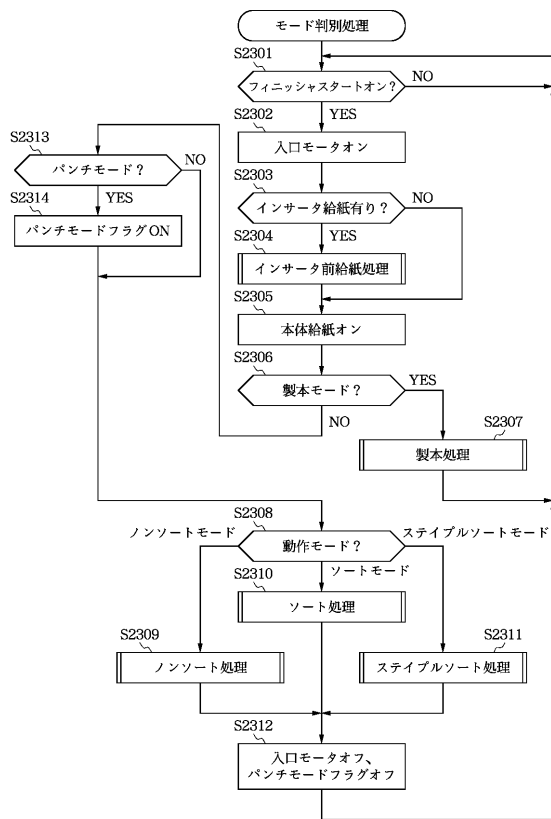 モード判別処理
S2301
フィニッシャスタートオン？
NO
YES
S2302
入口モータオン
S2303
インサータ給紙有り？
NO
YES
S2304
インサータ前給紙処理
S2305
本体給紙オン
S2306
製本モード？
YES
NO
S2307
製本処理
S2313
パンチモード？
NO
YES
S2314
パンチモードフラグON
S2308
動作モード？
ノンソートモード
ステイプルソートモード
ソートモード
S2310
ソート処理
S2309
ノンソート処理
S2311
ステイプルソート処理
S2312
入口モータオフ、
パンチモードフラグオフ